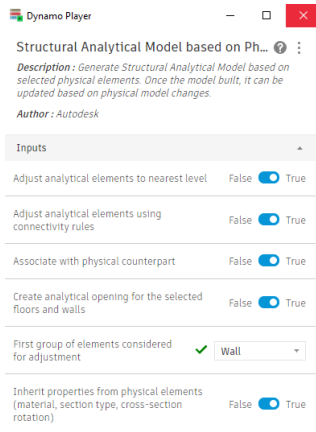 Dynamo Player
Structural Analytical Model based on Ph...
Description : Generate Structural Analytical Model based on
selected physical elements. Once the model built, it can be
updated based on physical model changes.
Author : Autodesk
Inputs
Adjust analytical elements to nearest level False True
Adjust analytical elements using
connectivity rules False True
Associate with physical counterpart False True
Create analytical opening for the selected
floors and walls False True
First group of elements considered
for adjustment Wall
Inherit properties from physical elements
(material, section type, cross-section
rotation) False True